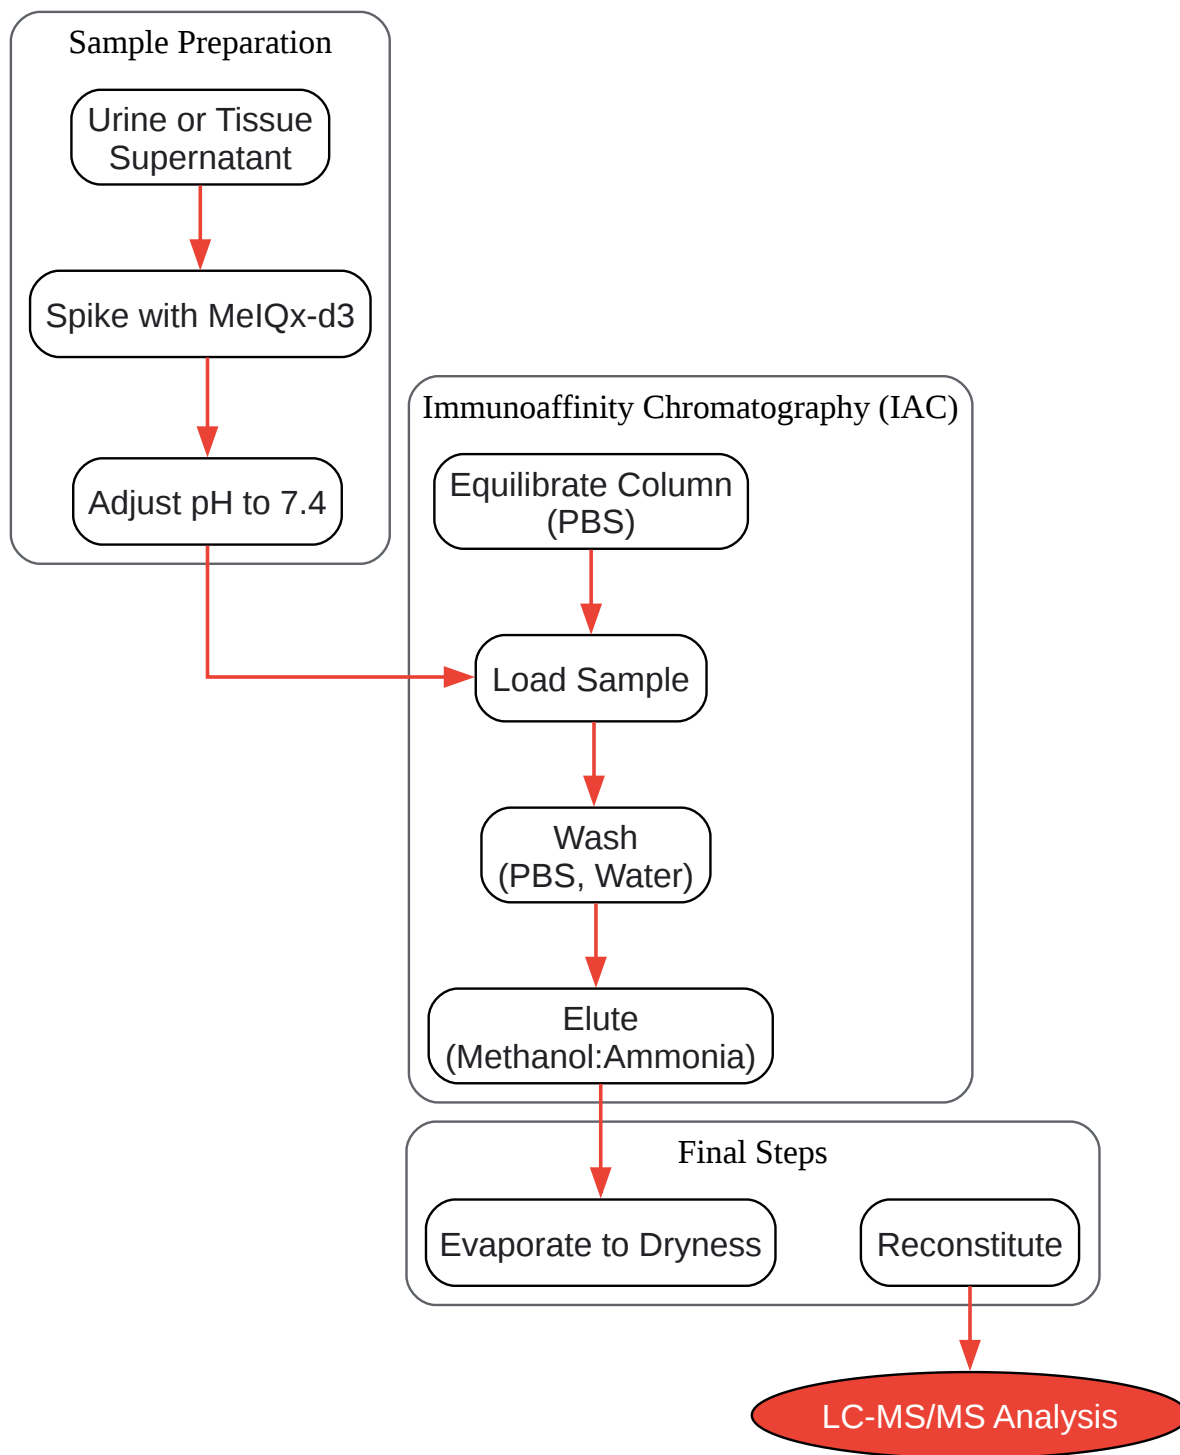 Sample Preparation
Urine or Tissue
Supernatant
Spike with MeIQx-d3
Adjust pH to 7.4
Immunoaffinity Chromatography (IAC)
Equilibrate Column
(PBS)
Load Sample
Wash
(PBS, Water)
Elute
(Methanol:Ammonia)
Final Steps
Evaporate to Dryness
Reconstitute
LC-MS/MS Analysis